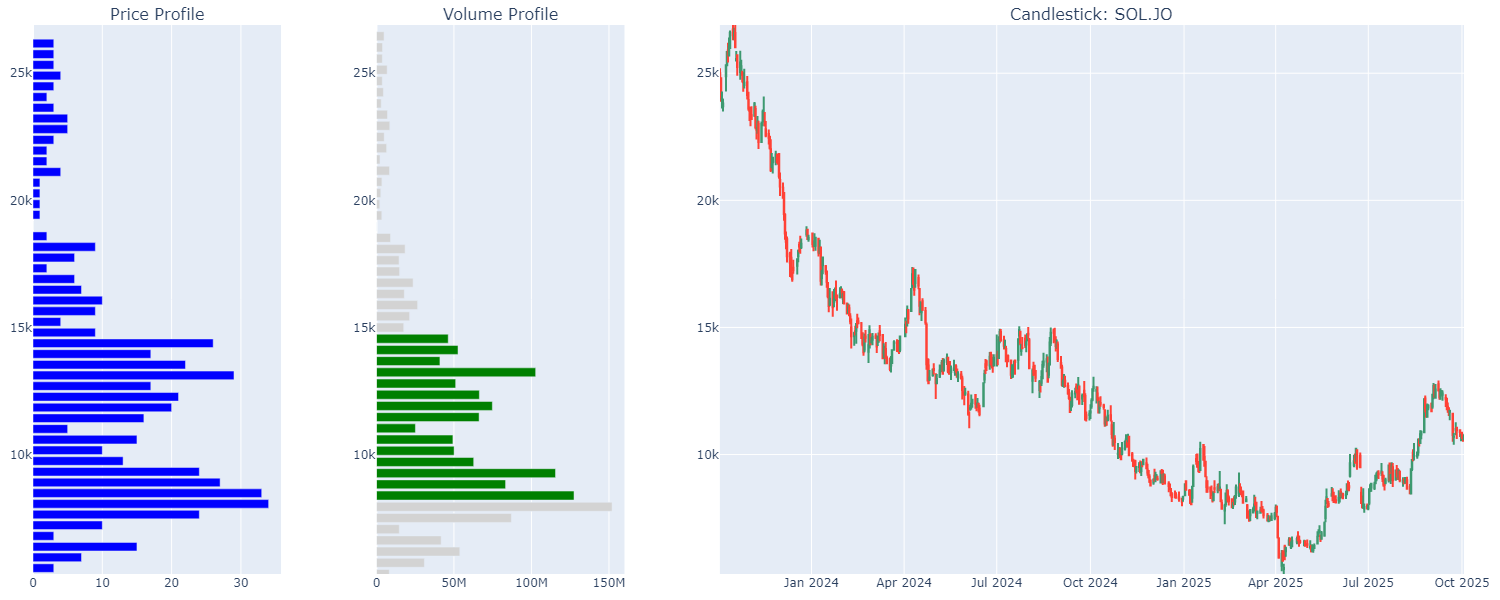 Price Profile
Volume Profile
Candlestick: SOL.JO
25k
20k
15k
10k
0
10
20
30
25k
20k
15k
10k
0
50M
100M
150M
25k
20k
15k
10k
Jan 2024
Apr 2024
Jul 2024
Oct 2024
Jan 2025
Apr 2025
Jul 2025
Oct 2025